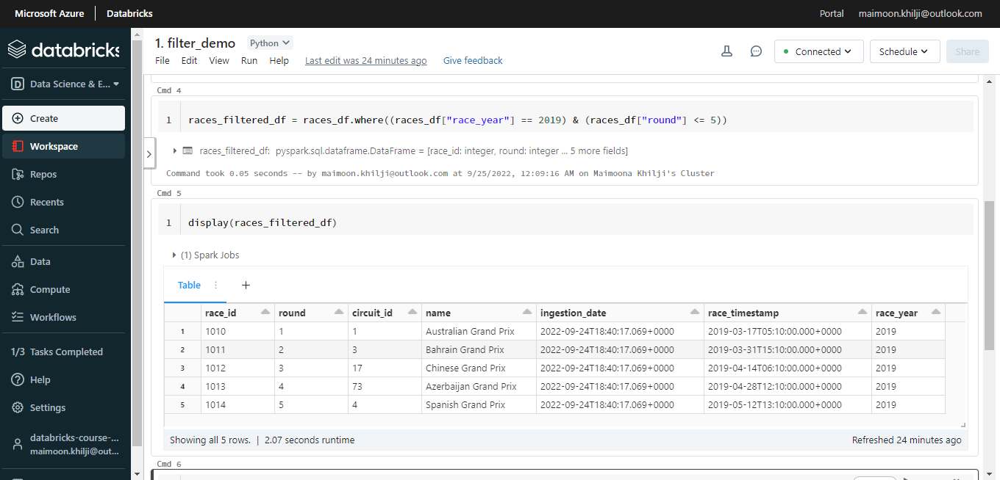 Microsoft Azure | Databricks Portal maimoon.khilji@outlook.com
databricks
Data Science & E...
Create
Workspace
Repos
Recents
Search
Data
Compute
Workflows
1/3 Tasks Completed
Help
Settings
databricks-course-...
maimoon.khilji@out...
1. filter_demo Python
File Edit View Run Help Last edit was 24 minutes ago Give feedback
Connected Schedule Share
Cmd 4
1 races_filtered_df = races_df.where((races_df["race_year"] == 2019) & (races_df["round"] <= 5))
races_filtered_df: pyspark.sql.dataframe.DataFrame = [race_id: integer, round: integer ... 5 more fields]
Command took 0.05 seconds -- by maimoon.khilji@outlook.com at 9/25/2022, 12:09:16 AM on Maimoona Khilji's Cluster
Cmd 5
1 display(races_filtered_df)
(1) Spark Jobs
Table +
race_id round circuit_id name ingestion_date race_timestamp race_year
1 1010 1 1 Australian Grand Prix 2022-09-24T18:40:17.069+0000 2019-03-17T05:10:00.000+0000 2019
2 1011 2 3 Bahrain Grand Prix 2022-09-24T18:40:17.069+0000 2019-03-31T15:10:00.000+0000 2019
3 1012 3 17 Chinese Grand Prix 2022-09-24T18:40:17.069+0000 2019-04-14T06:10:00.000+0000 2019
4 1013 4 73 Azerbaijan Grand Prix 2022-09-24T18:40:17.069+0000 2019-04-28T12:10:00.000+0000 2019
5 1014 5 4 Spanish Grand Prix 2022-09-24T18:40:17.069+0000 2019-05-12T13:10:00.000+0000 2019
Showing all 5 rows. | 2.07 seconds runtime Refreshed 24 minutes ago
Cmd 6